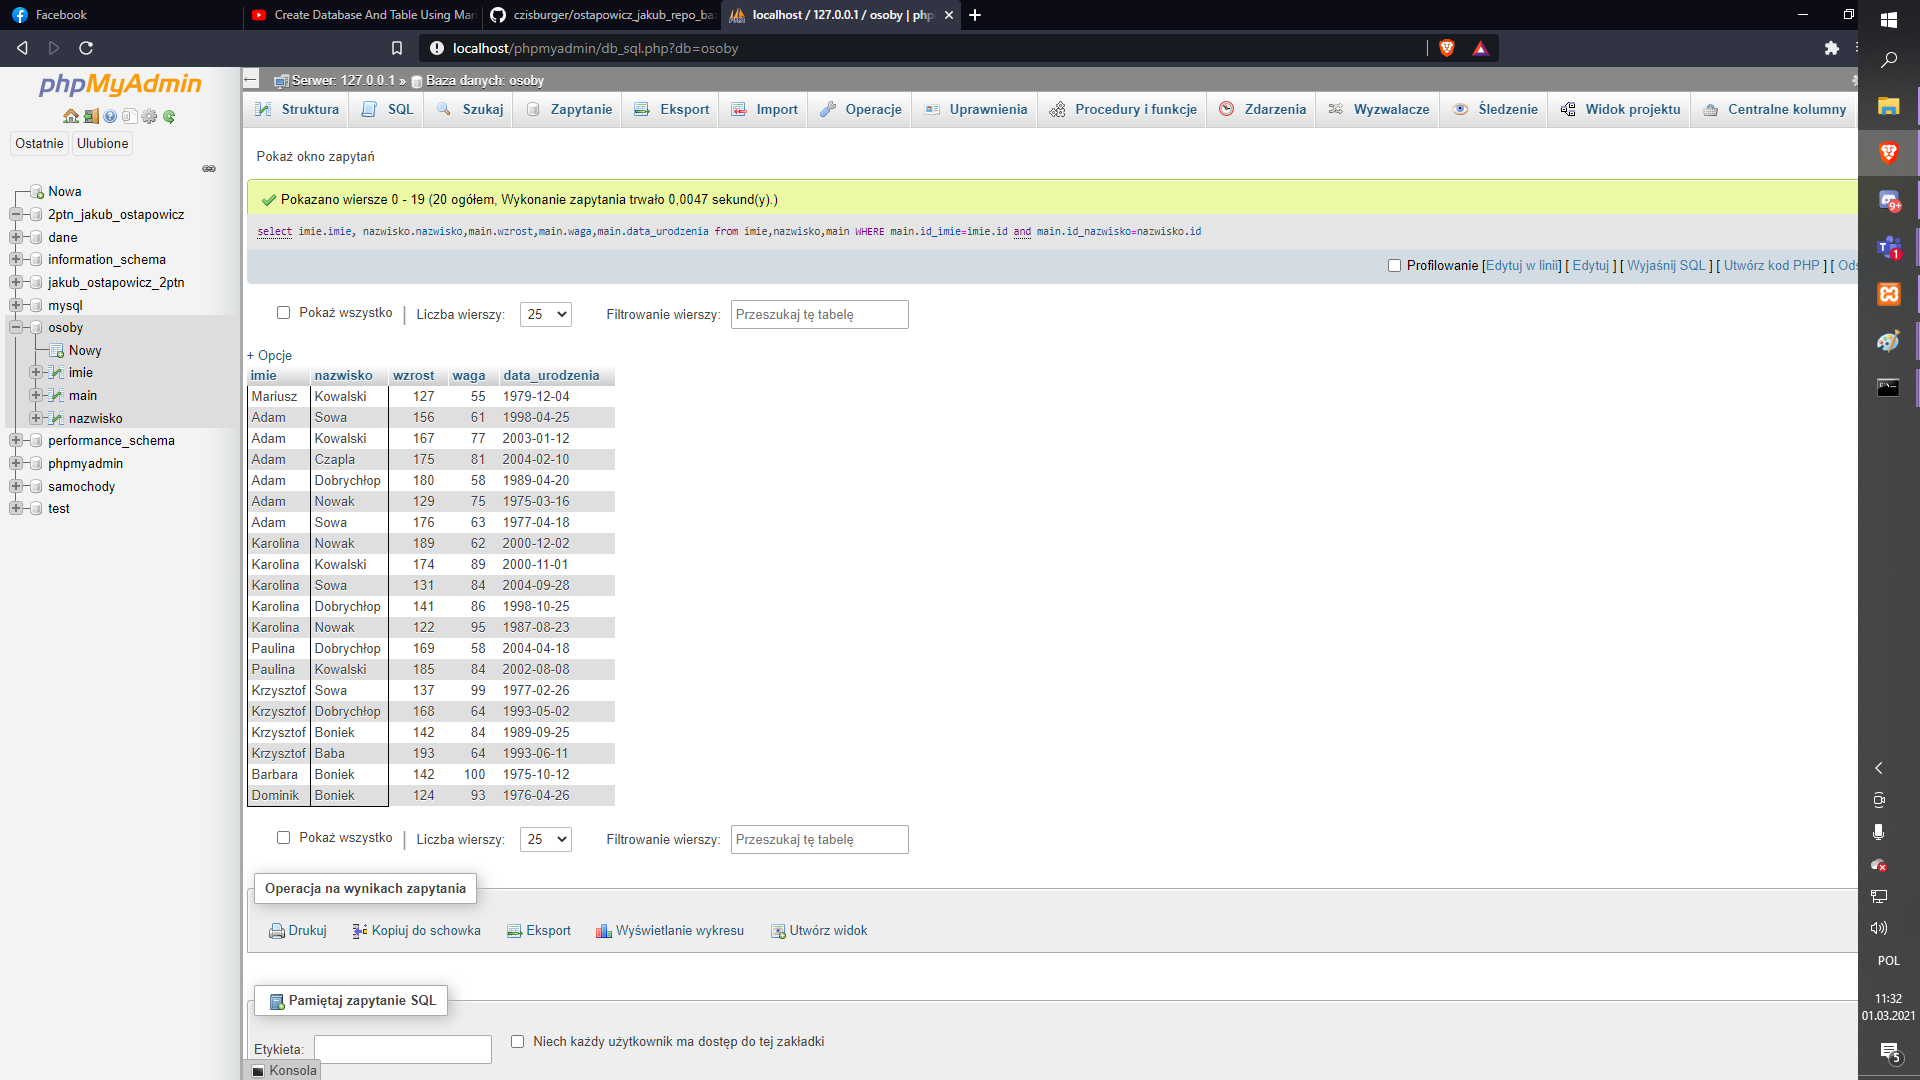 Facebook
Create Database And Table Using Mar
czisburger/ostapowicz_jakub_repo_ba
localhost / 127.0.0.1 / osoby | php
localhost/phpmyadmin/db_sql.php?db=osoby
phpMyAdmin
Ostatnie
Ulubione
Nowa
2ptn_jakub_ostapowicz
dane
information_schema
jakub_ostapowicz_2ptn
mysql
osoby
Nowy
imie
main
nazwisko
performance_schema
phpmyadmin
samochody
test
Serwer: 127.0.0.1 » Baza danych: osoby
Struktura
SQL
Szukaj
Zapytanie
Eksport
Import
Operacje
Uprawnienia
Procedury i funkcje
Zdarzenia
Wyzwalacze
Śledzenie
Widok projektu
Centralne kolumny
Pokaż okno zapytań
Pokazano wiersze 0 - 19 (20 ogółem, Wykonanie zapytania trwało 0,0047 sekund(y).)
select imie.imie, nazwisko.nazwisko,main.wzrost,main.waga,main.data_urodzenia from imie,nazwisko,main WHERE main.id_imie=imie.id and main.id_nazwisko=nazwisko.id
Profilowanie [Edytuj w linii] [ Edytuj ] [ Wyjaśnij SQL ] [ Utwórz kod PHP ] [ Ods
Pokaż wszystko | Liczba wierszy: 25 Filtrowanie wierszy: Przeszukaj tę tabelę
+ Opcje
imie nazwisko wzrost waga data_urodzenia
Mariusz Kowalski 127 55 1979-12-04
Adam Sowa 156 61 1998-04-25
Adam Kowalski 167 77 2003-01-12
Adam Czapla 175 81 2004-02-10
Adam Dobrychłop 180 58 1989-04-20
Adam Nowak 129 75 1975-03-16
Adam Sowa 176 63 1977-04-18
Karolina Nowak 189 62 2000-12-02
Karolina Kowalski 174 89 2000-11-01
Karolina Sowa 131 84 2004-09-28
Karolina Dobrychłop 141 86 1998-10-25
Karolina Nowak 122 95 1987-08-23
Paulina Dobrychłop 169 58 2004-04-18
Paulina Kowalski 185 84 2002-08-08
Krzysztof Sowa 137 99 1977-02-26
Krzysztof Dobrychłop 168 64 1993-05-02
Krzysztof Boniek 142 84 1989-09-25
Krzysztof Baba 193 64 1993-06-11
Barbara Boniek 142 100 1975-10-12
Dominik Boniek 124 93 1976-04-26
Pokaż wszystko | Liczba wierszy: 25 Filtrowanie wierszy: Przeszukaj tę tabelę
Operacja na wynikach zapytania
Drukuj
Kopiuj do schowka
Eksport
Wyświetlanie wykresu
Utwórz widok
Pamiętaj zapytanie SQL
Etykieta:
Niech każdy użytkownik ma dostęp do tej zakładki
Konsola
9+
1
POL
11:32
01.03.2021
5